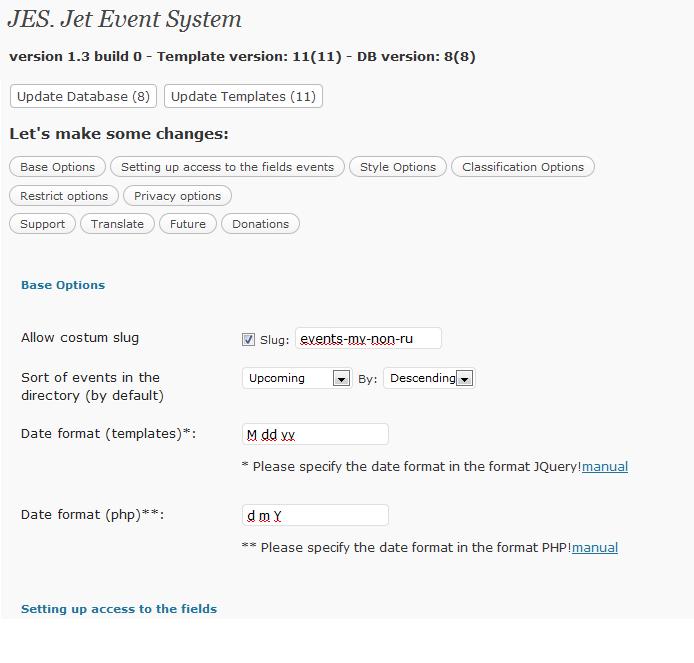 JES. Jet Event System
version 1.3 build 0 - Template version: 11(11) - DB version: 8(8)
Update Database (8) Update Templates (11)
Let's make some changes:
Base Options Setting up access to the fields events Style Options Classification Options
Restrict options Privacy options
Support Translate Future Donations
Base Options
Allow costum slug Slug: events-my-non-ru
Sort of events in the
directory (by default) Upcoming By: Descending
Date format (templates)*: M dd yy
* Please specify the date format in the format JQuery!manual
Date format (php)**: d m Y
** Please specify the date format in the format PHP!manual
Setting up access to the fields